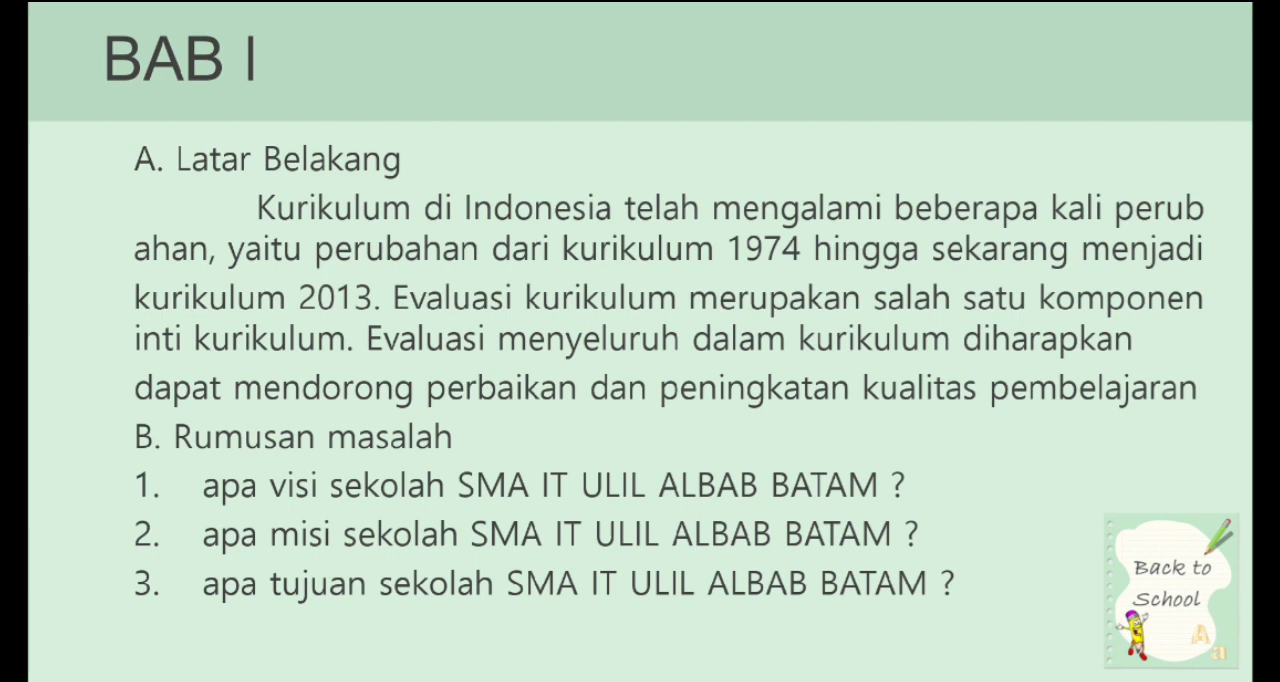 BAB I
A. Latar Belakang
Kurikulum di Indonesia telah mengalami beberapa kali perub
ahan, yaitu perubahan dari kurikulum 1974 hingga sekarang menjadi
kurikulum 2013. Evaluasi kurikulum merupakan salah satu komponen
inti kurikulum. Evaluasi menyeluruh dalam kurikulum diharapkan
dapat mendorong perbaikan dan peningkatan kualitas pembelajaran
B. Rumusan masalah
1. apa visi sekolah SMA IT ULIL ALBAB BATAM ?
2. apa misi sekolah SMA IT ULIL ALBAB BATAM ?
3. apa tujuan sekolah SMA IT ULIL ALBAB BATAM ?
Back to
School
A
a